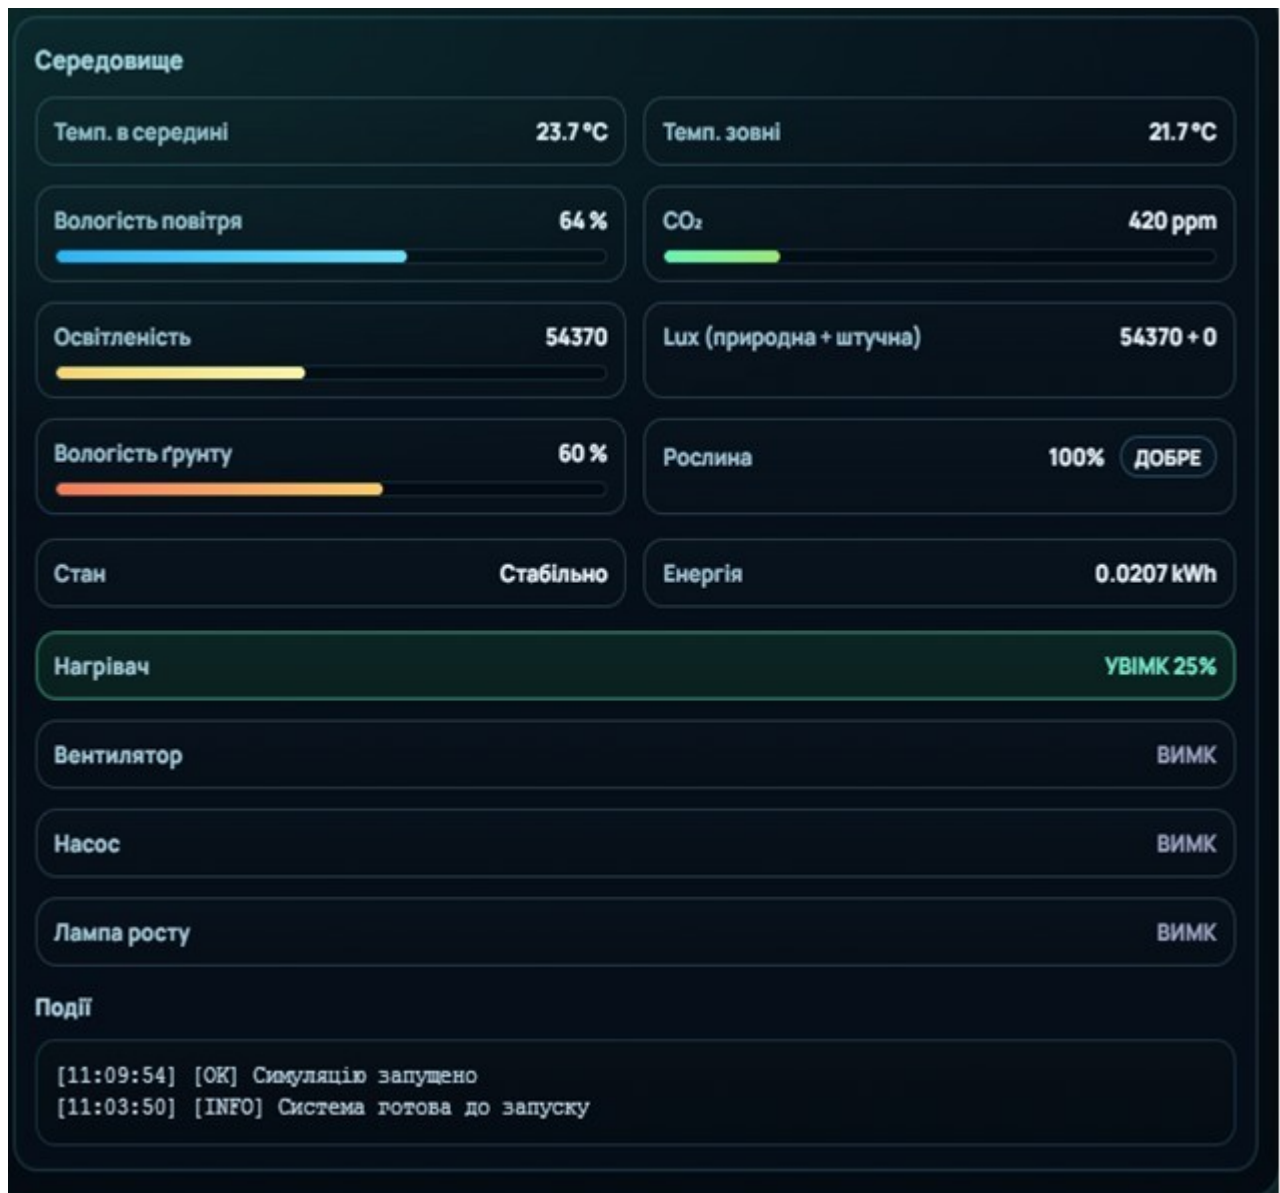 Середовище
Темп. в середині 23.7 °C
Темп. зовні 21.7 °C
Вологість повітря 64 %
CO₂ 420 ppm
Освітленість 54370
Lux (природна + штучна) 54370 + 0
Вологість ґрунту 60 %
Рослина 100% ДОБРЕ
Стан Стабільно
Енергія 0.0207 kWh
Нагрівач УВІМК 25%
Вентилятор ВИМК
Насос ВИМК
Лампа росту ВИМК
Події
[11:09:54] [OK] Симуляцію запущено
[11:03:50] [INFO] Система готова до запуску